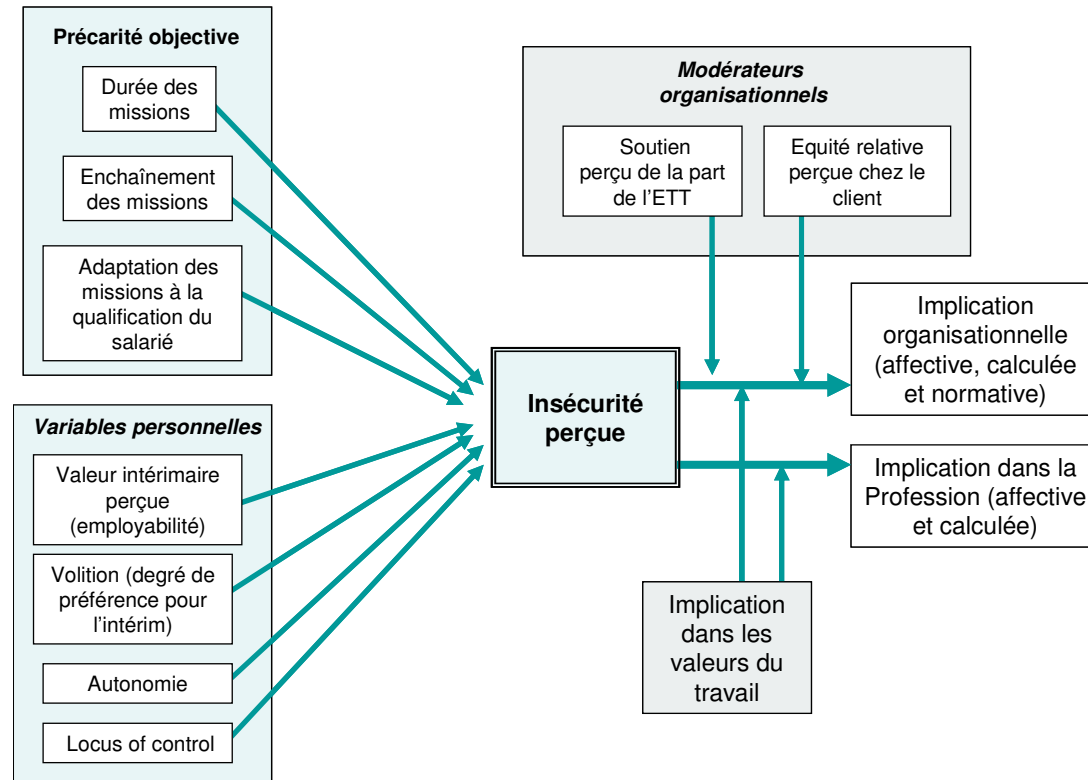 Précarité objective
Durée des
missions
Enchaînement
des missions
Adaptation des
missions à la
qualification du
salarié
Variables personnelles
Valeur intérimaire
perçue
(employabilité)
Volition (degré de
préférence pour
l'intérim)
Autonomie
Locus of control
Insécurité
perçue
Modérateurs
organisationnels
Soutien
perçu de la part
de l'ETT
Equité relative
perçue chez le
client
Implication
organisationnelle
(affective, calculée
et normative)
Implication dans la
Profession (affective
et calculée)
Implication
dans les
valeurs du
travail